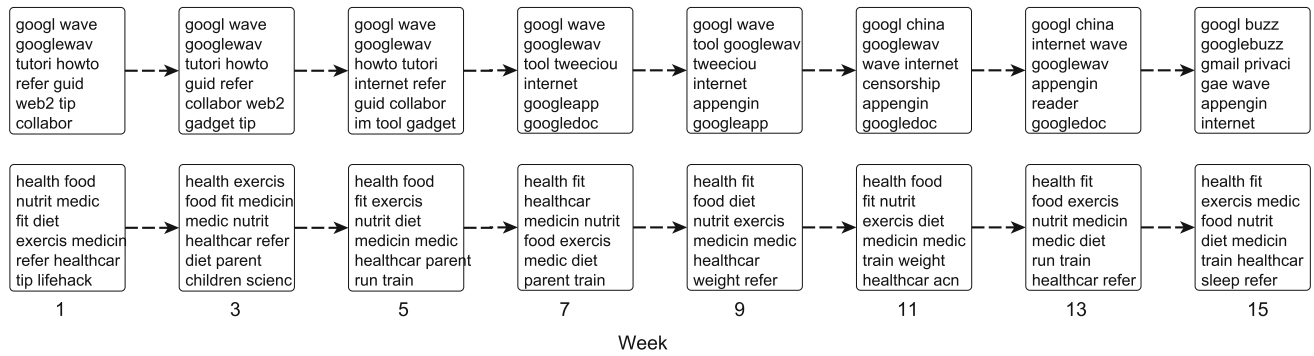 googl wave
googlewav
tutori howto
refer guid
web2 tip
collabor
googl wave
googlewav
tutori howto
guid refer
collabor web2
gadget tip
googl wave
googlewav
howto tutori
internet refer
guid collabor
im tool gadget
googl wave
googlewav
tool tweeciou
internet
googleapp
googledoc
googl wave
tool googlewav
tweeciou
internet
appengin
googleapp
googl china
googlewav
wave internet
censorship
appengin
googledoc
googl china
internet wave
googlewav
appengin
reader
googledoc
googl buzz
googlebuzz
gmail privaci
gae wave
appengin
internet
health food
nutrit medic
fit diet
exercis medicin
refer healthcar
tip lifehack
health exercis
food fit medicin
medic nutrit
healthcar refer
diet parent
children scienc
health food
fit exercis
nutrit diet
medicin medic
healthcar parent
run train
health fit
healthcar
medicin nutrit
food exercis
medic diet
parent train
health fit
food diet
nutrit exercis
medicin medic
healthcar
weight refer
health food
fit nutrit
exercis diet
medicin medic
train weight
healthcar acn
health fit
food exercis
nutrit medicin
medic diet
run train
healthcar refer
health fit
exercis medic
food nutrit
diet medicin
train healthcar
sleep refer
1 3 5 7 9 11 13 15
Week